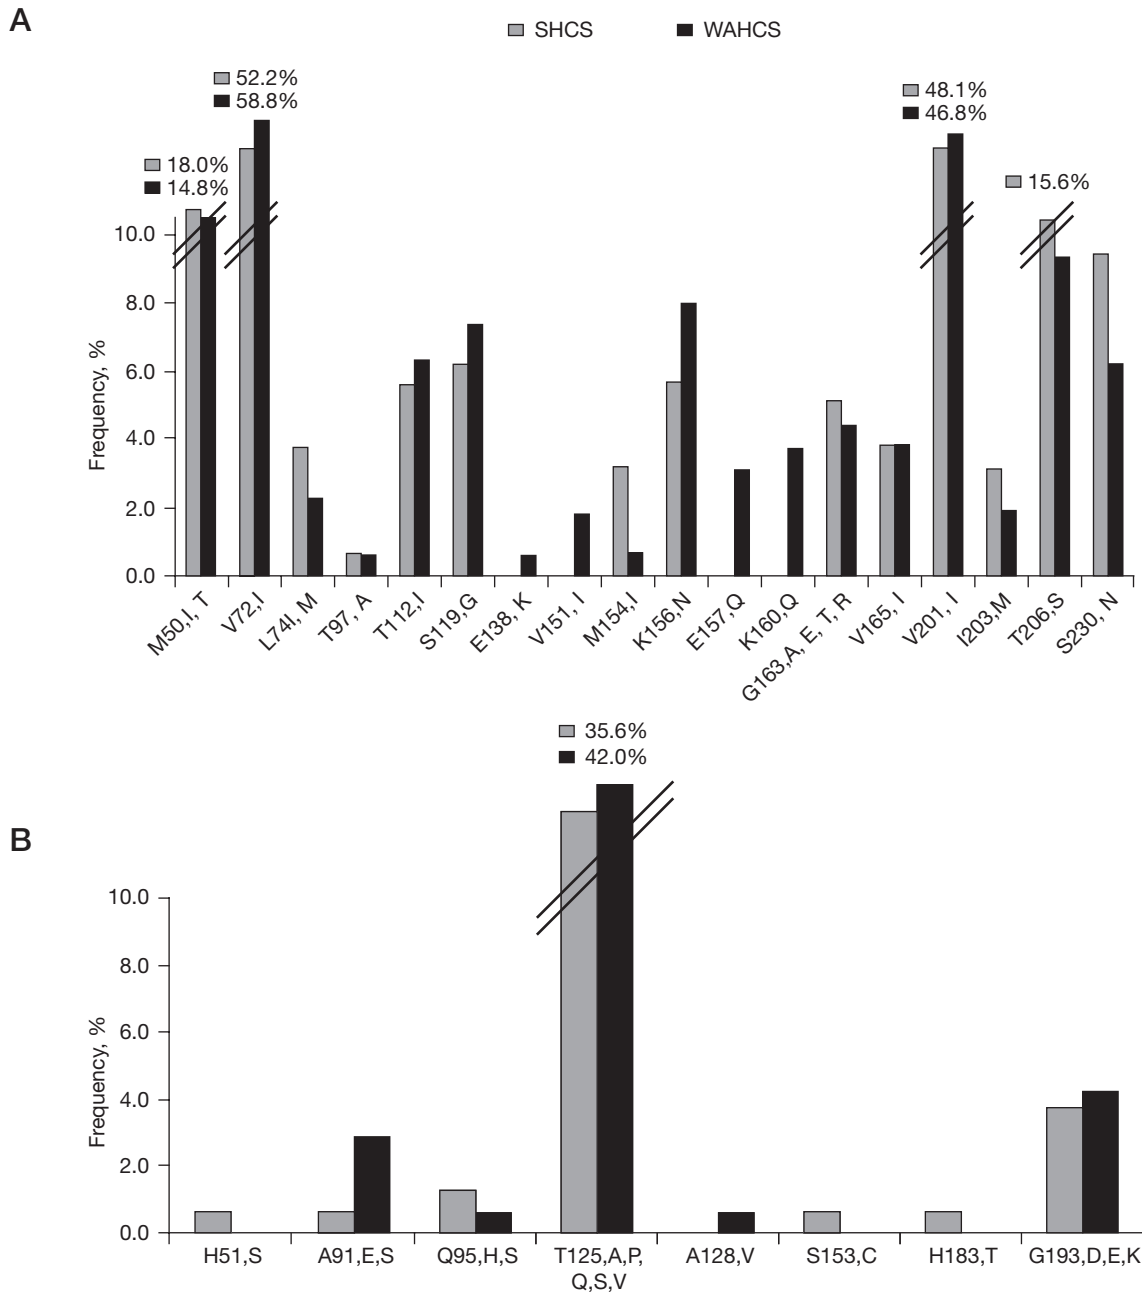 A
SHCS WAHCS
52.2%
58.8%
48.1%
46.8%
18.0%
14.8%
15.6%
10.0
8.0
6.0
4.0
2.0
0.0
Frequency, %
M50,I, T
V72,I
L74I, M
T97, A
T112,I
S119,G
E138, K
V151, I
M154,I
K156,N
E157,Q
K160,Q
G163,A, E, T, R
V165, I
V201, I
I203,M
T206,S
S230, N
B
35.6%
42.0%
10.0
8.0
6.0
4.0
2.0
0.0
Frequency, %
H51,S
A91,E,S
Q95,H,S
T125,A,P,
Q,S,V
A128,V
S153,C
H183,T
G193,D,E,K